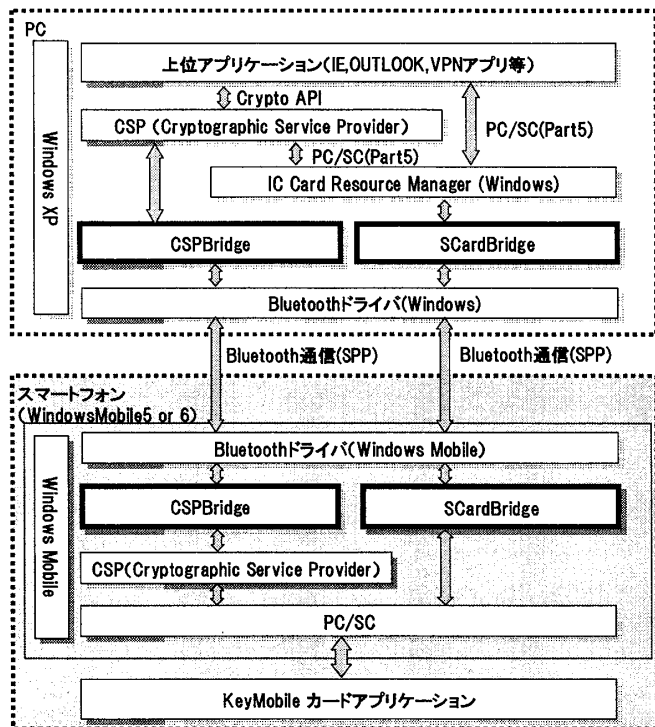 PC
Windows XP
上位アプリケーション(IE,OUTLOOK,VPNアプリ等)
Crypto API
CSP (Cryptographic Service Provider)
PC/SC(Part5)
PC/SC(Part5)
IC Card Resource Manager (Windows)
CSPBridge
SCardBridge
Bluetoothドライバ(Windows)
Bluetooth通信(SPP)
Bluetooth通信(SPP)
スマートフォン
(WindowsMobile5 or 6)
Windows Mobile
Bluetoothドライバ(Windows Mobile)
CSPBridge
SCardBridge
CSP(Cryptographic Service Provider)
PC/SC
KeyMobile カードアプリケーション